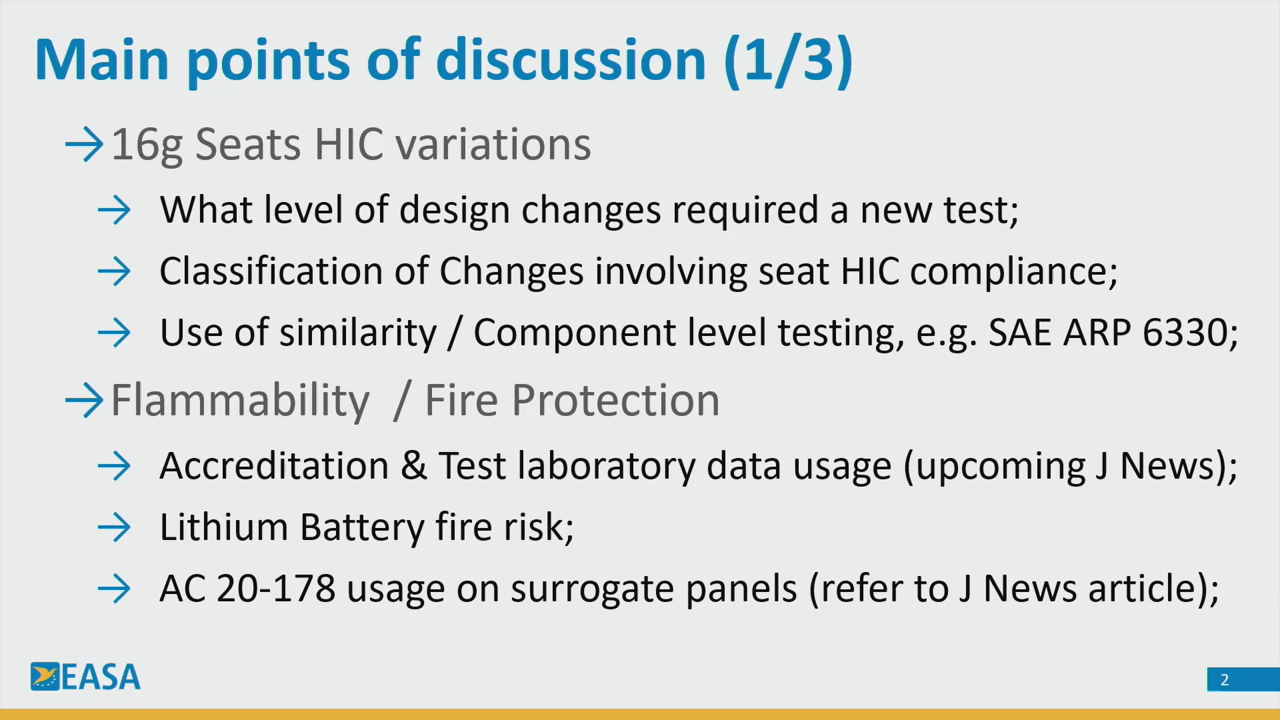 Main points of discussion (1/3)
→16g Seats HIC variations
→ What level of design changes required a new test;
→ Classification of Changes involving seat HIC compliance;
→ Use of similarity / Component level testing, e.g. SAE ARP 6330;
→Flammability / Fire Protection
→ Accreditation & Test laboratory data usage (upcoming J News);
→ Lithium Battery fire risk;
→ AC 20-178 usage on surrogate panels (refer to J News article);
EASA
2